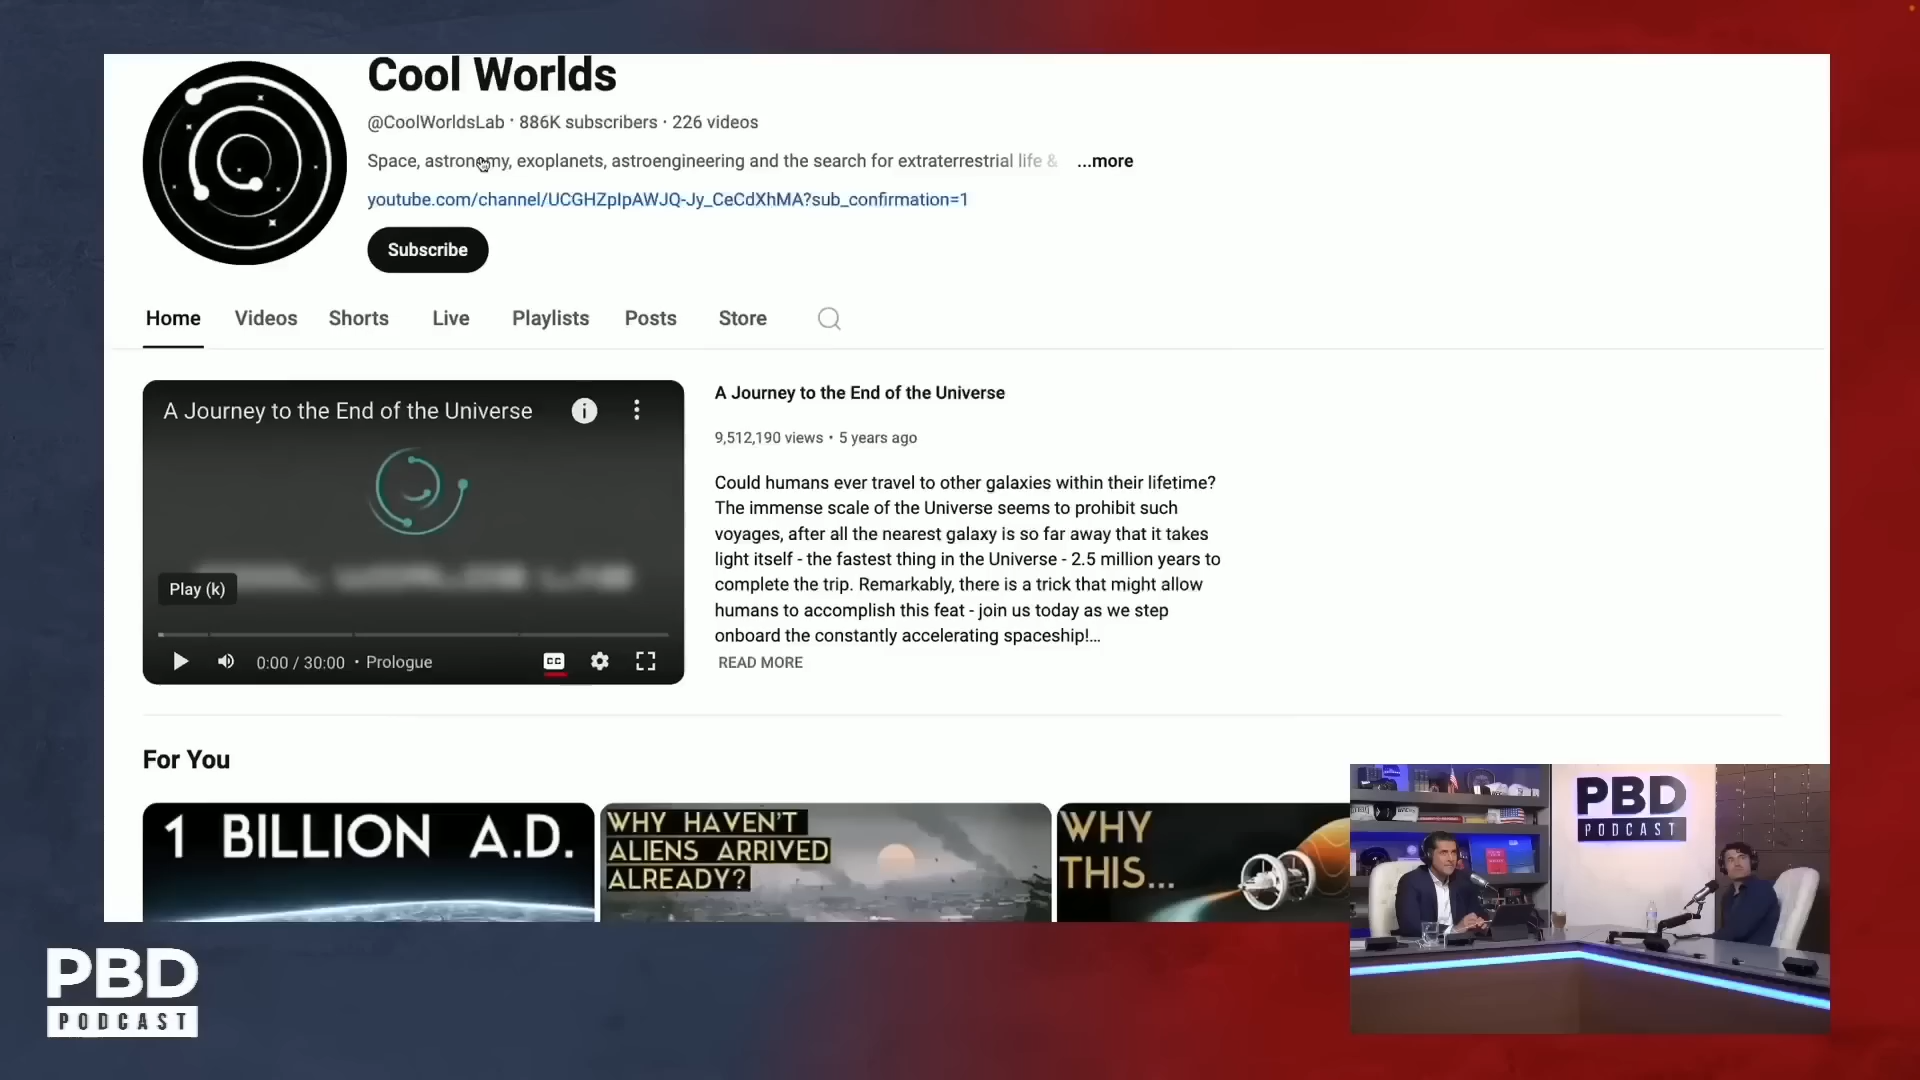 Cool Worlds
@CoolWorldsLab · 886K subscribers · 226 videos
Space, astronomy, exoplanets, astroengineering and the search for extraterrestrial life & ...more
youtube.com/channel/UCGHZpIpAWJQ-Jy_CeCdXhMA?sub_confirmation=1
Subscribe
Home Videos Shorts Live Playlists Posts Store
A Journey to the End of the Universe
Play (k)
0:00 / 30:00 · Prologue
CC
A Journey to the End of the Universe
9,512,190 views · 5 years ago
Could humans ever travel to other galaxies within their lifetime?
The immense scale of the Universe seems to prohibit such
voyages, after all the nearest galaxy is so far away that it takes
light itself - the fastest thing in the Universe - 2.5 million years to
complete the trip. Remarkably, there is a trick that might allow
humans to accomplish this feat - join us today as we step
onboard the constantly accelerating spaceship!...
READ MORE
For You
1 BILLION A.D.
WHY HAVEN'T
ALIENS ARRIVED
ALREADY?
WHY
THIS...
PBD
PODCAST
PBD
PODCAST